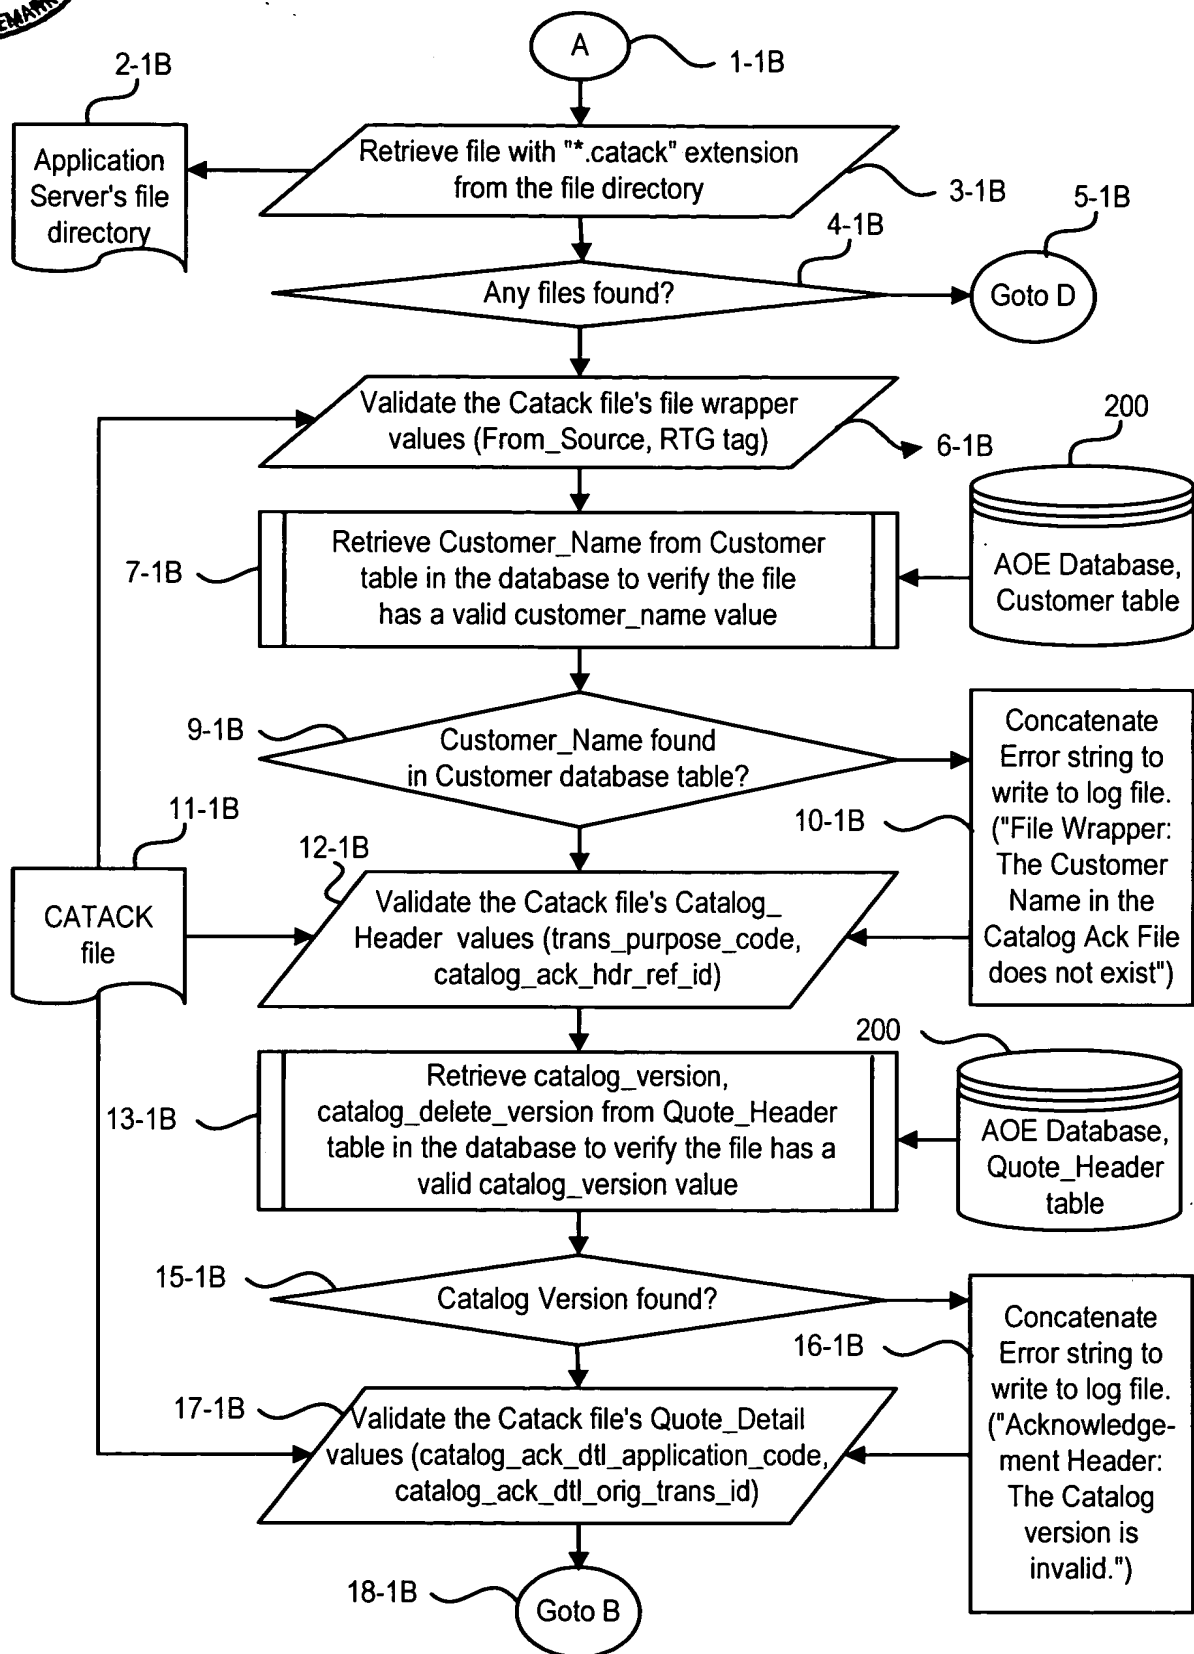 A
1-1B
2-1B
Application
Server's file
directory
Retrieve file with "*.catack" extension
from the file directory
3-1B
4-1B
5-1B
Any files found?
Goto D
Validate the Catack file's file wrapper
values (From_Source, RTG tag)
6-1B
200
7-1B
Retrieve Customer_Name from Customer
table in the database to verify the file
has a valid customer_name value
AOE Database,
Customer table
9-1B
Customer_Name found
in Customer database table?
10-1B
Concatenate
Error string to
write to log file.
("File Wrapper:
The Customer
Name in the
Catalog Ack File
does not exist")
11-1B
CATACK
file
12-1B
Validate the Catack file's Catalog_
Header values (trans_purpose_code,
catalog_ack_hdr_ref_id)
200
13-1B
Retrieve catalog_version,
catalog_delete_version from Quote_Header
table in the database to verify the file has a
valid catalog_version value
AOE Database,
Quote_Header
table
15-1B
Catalog Version found?
16-1B
Concatenate
Error string to
write to log file.
("Acknowledge-
ment Header:
The Catalog
version is
invalid.")
17-1B
Validate the Catack file's Quote_Detail
values (catalog_ack_dtl_application_code,
catalog_ack_dtl_orig_trans_id)
18-1B
Goto B